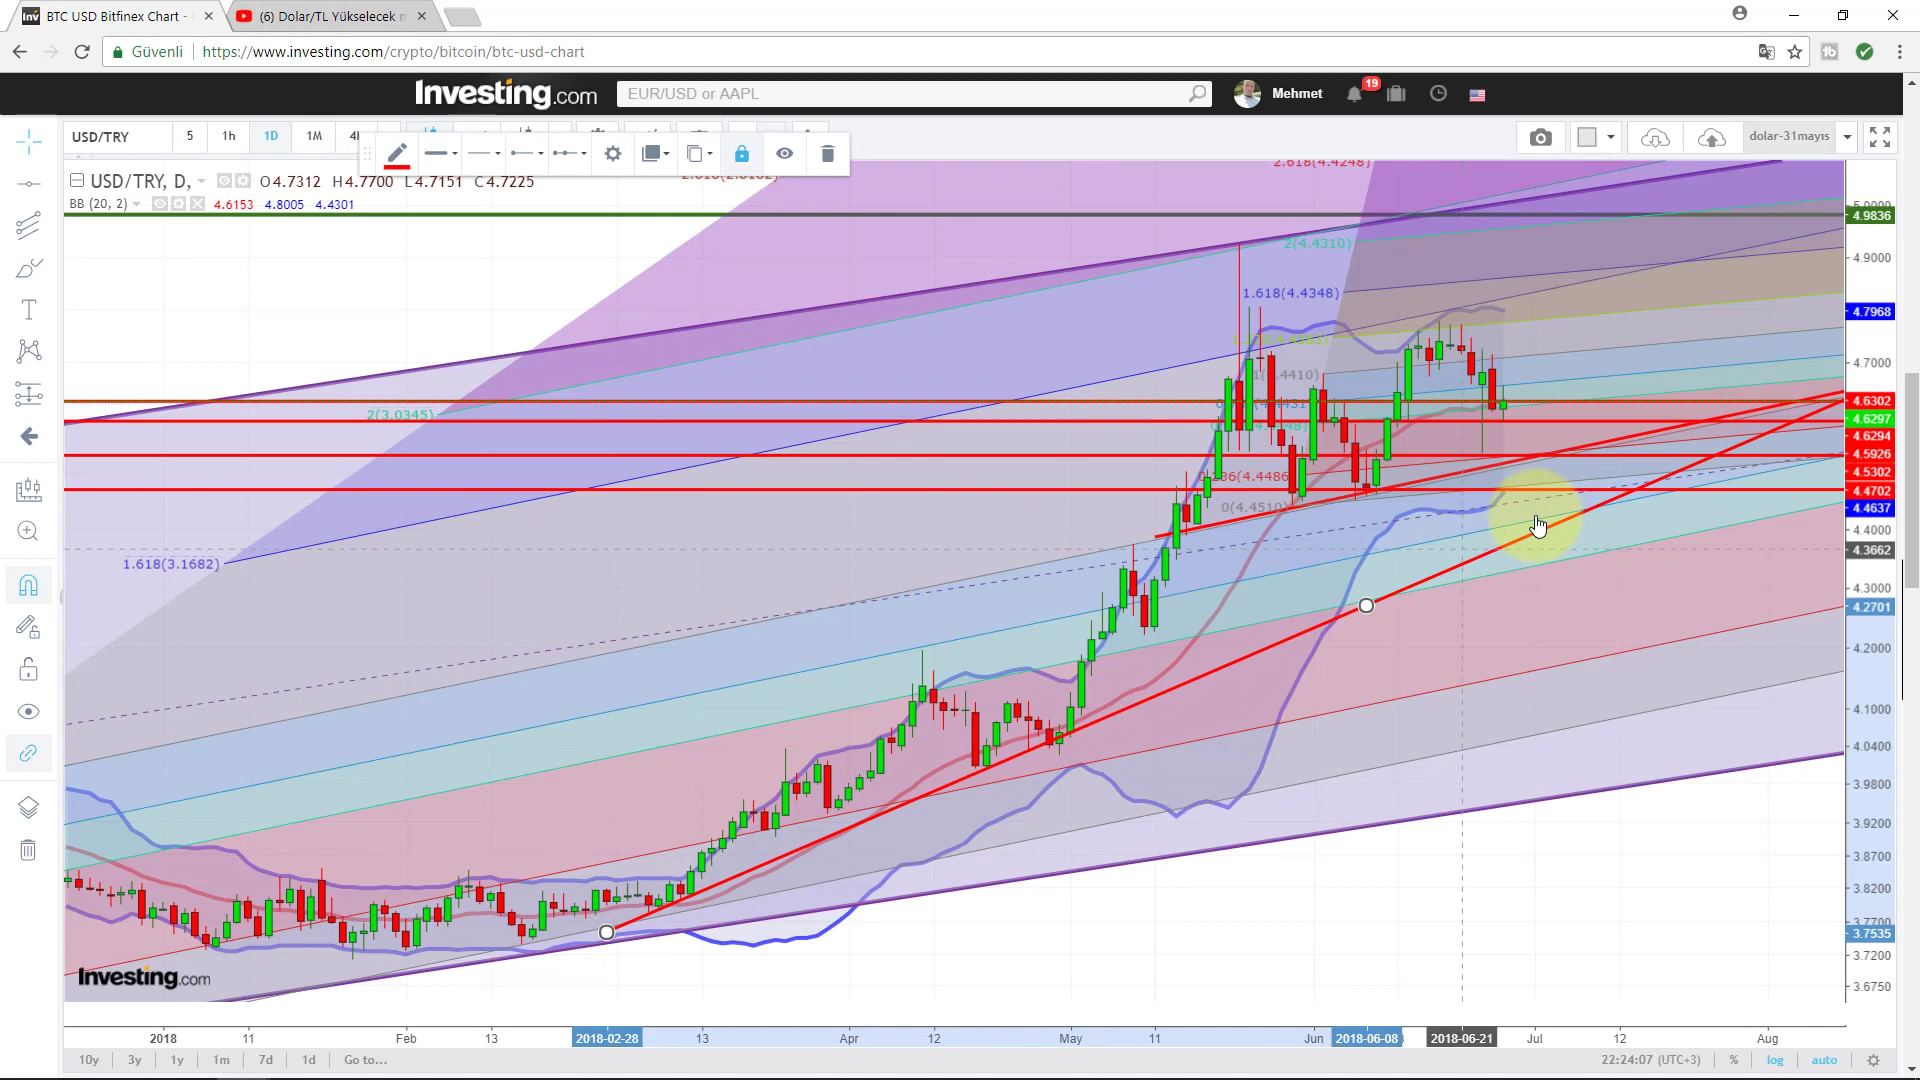 BTC USD Bitfinex Chart -
(6) Dolar/TL Yükselecek
Güvenli
https://www.investing.com/crypto/bitcoin/btc-usd-chart
Investing.com
EUR/USD or AAPL
Mehmet
19
USD/TRY
5
1h
1D
1M
dolar-31mayıs
USD/TRY, D,
O4.7312 H4.7700 L4.7151 C4.7225
BB (20, 2)
4.6153 4.8005 4.4301
2.618(4.4248)
2(4.4310)
1.618(4.4348)
2(3.0345)
0(4.4510)
1.618(3.1682)
4.9836
4.9000
4.7968
4.7000
4.6302
4.6297
4.6294
4.5926
4.5302
4.4702
4.4637
4.4000
4.3662
4.3000
4.2701
4.2000
4.1000
4.0400
3.9800
3.9200
3.8700
3.8200
3.7700
3.7535
3.7200
3.6750
Investing.com
2018
11
Feb
13
2018-02-28
13
Apr
12
May
11
Jun
2018-06-08
2018-06-21
Jul
12
Aug
10y
3y
1y
1m
7d
1d
Go to...
22:24:07 (UTC+3)
%
log
auto